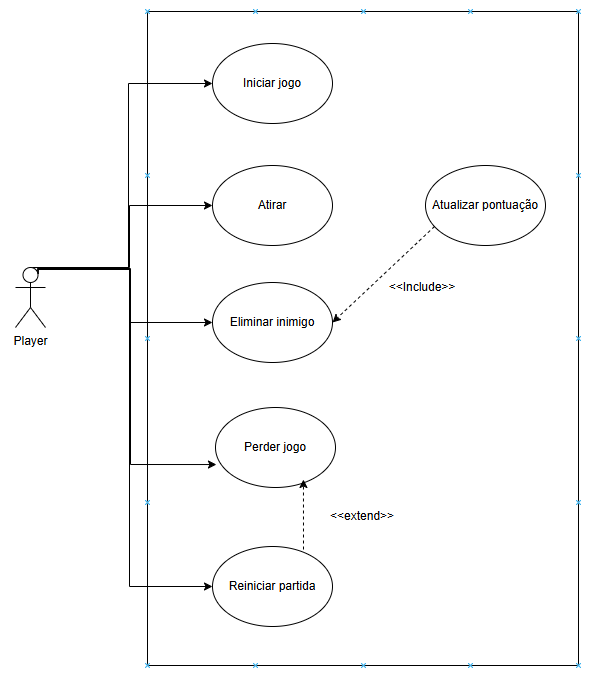 Iniciar jogo
Atirar
Atualizar pontuação
<<Include>>
Eliminar inimigo
Player
Perder jogo
<<extend>>
Reiniciar partida